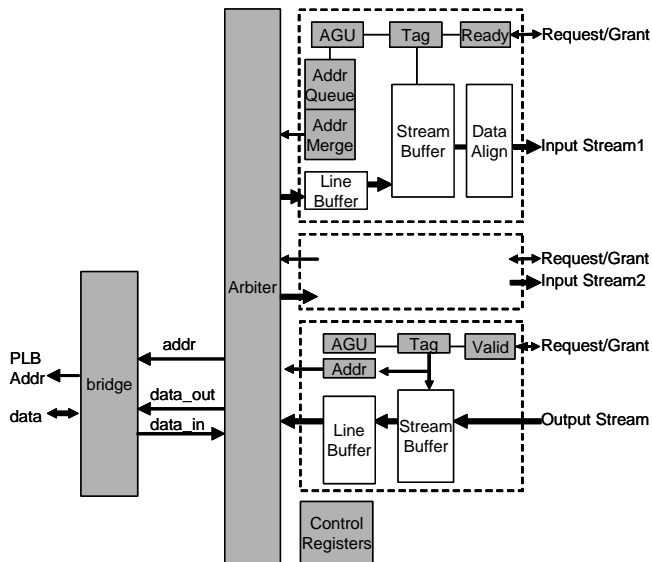 AGU
Tag
Ready
Request/Grant
Addr
Queue
Addr
Merge
Stream
Buffer
Data
Align
Input Stream1
Line
Buffer
Arbiter
Request/Grant
Input Stream2
PLB
Addr
data
bridge
addr
data_out
data_in
AGU
Tag
Valid
Request/Grant
Addr
Line
Buffer
Stream
Buffer
Output Stream
Control
Registers